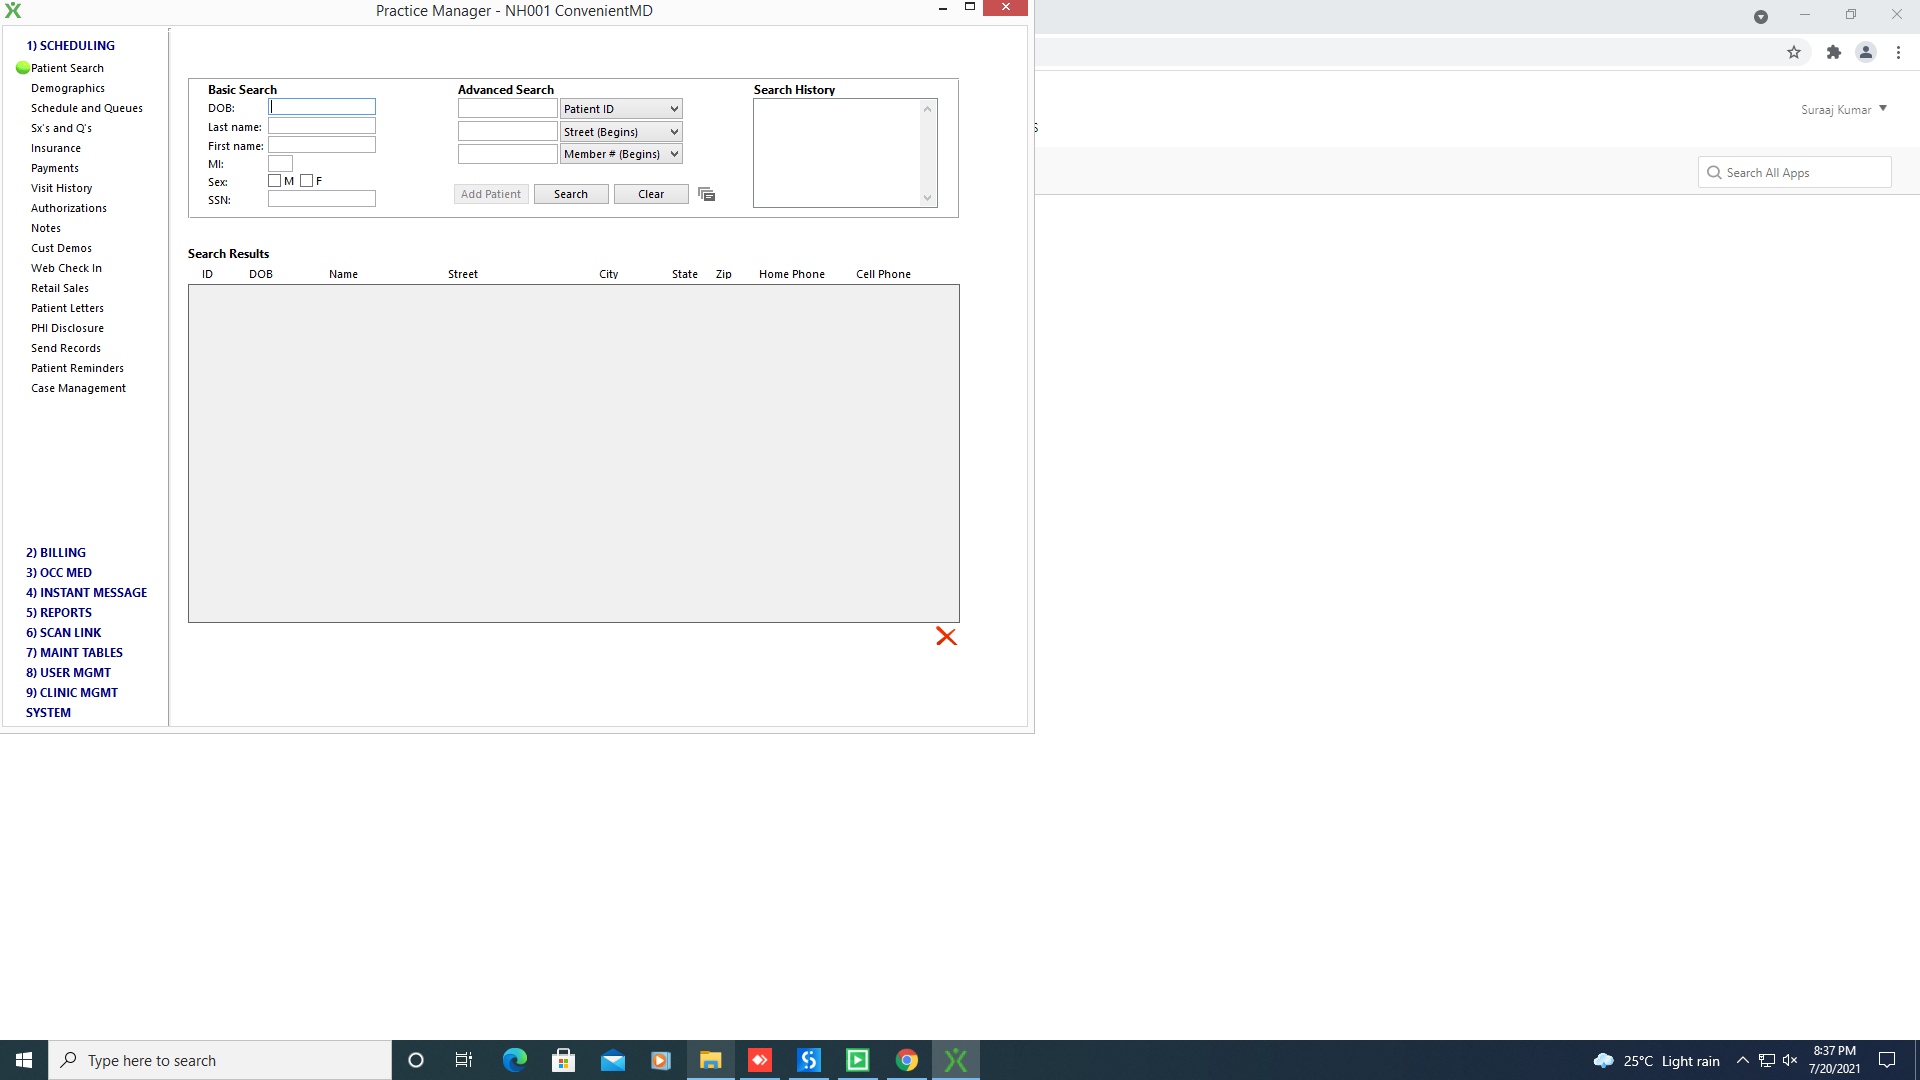 Practice Manager - NH001 ConvenientMD
1) SCHEDULING
Patient Search
Demographics
Schedule and Queues
Sx's and Q's
Insurance
Payments
Visit History
Authorizations
Notes
Cust Demos
Web Check In
Retail Sales
Patient Letters
PHI Disclosure
Send Records
Patient Reminders
Case Management
2) BILLING
3) OCC MED
4) INSTANT MESSAGE
5) REPORTS
6) SCAN LINK
7) MAINT TABLES
8) USER MGMT
9) CLINIC MGMT
SYSTEM
Basic Search
DOB:
Last name:
First name:
MI:
Sex: M F
SSN:
Advanced Search
Patient ID
Street (Begins)
Member # (Begins)
Add Patient Search Clear
Search History
Search Results
ID DOB Name Street City State Zip Home Phone Cell Phone
Suraaj Kumar
s
Search All Apps
Type here to search
25°C Light rain
8:37 PM
7/20/2021